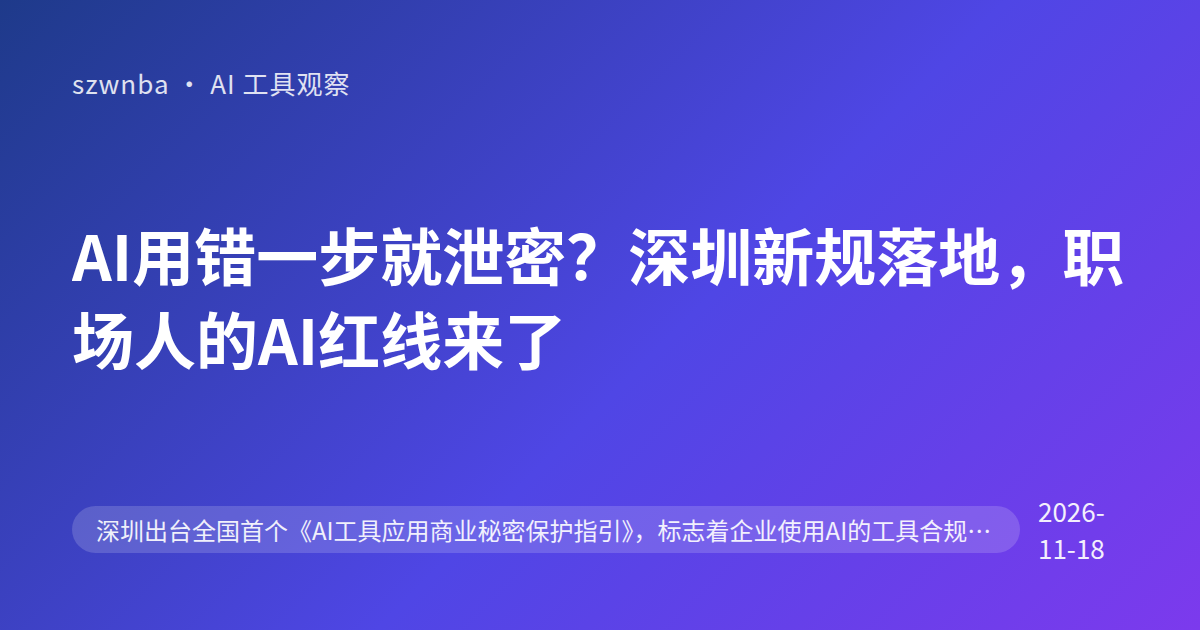 szwnba · AI 工具观察
AI用错一步就泄密？深圳新规落地，职
场人的AI红线来了
深圳出台全国首个《AI工具应用商业秘密保护指引》，标志着企业使用AI的工具合规…
2026-
11-18